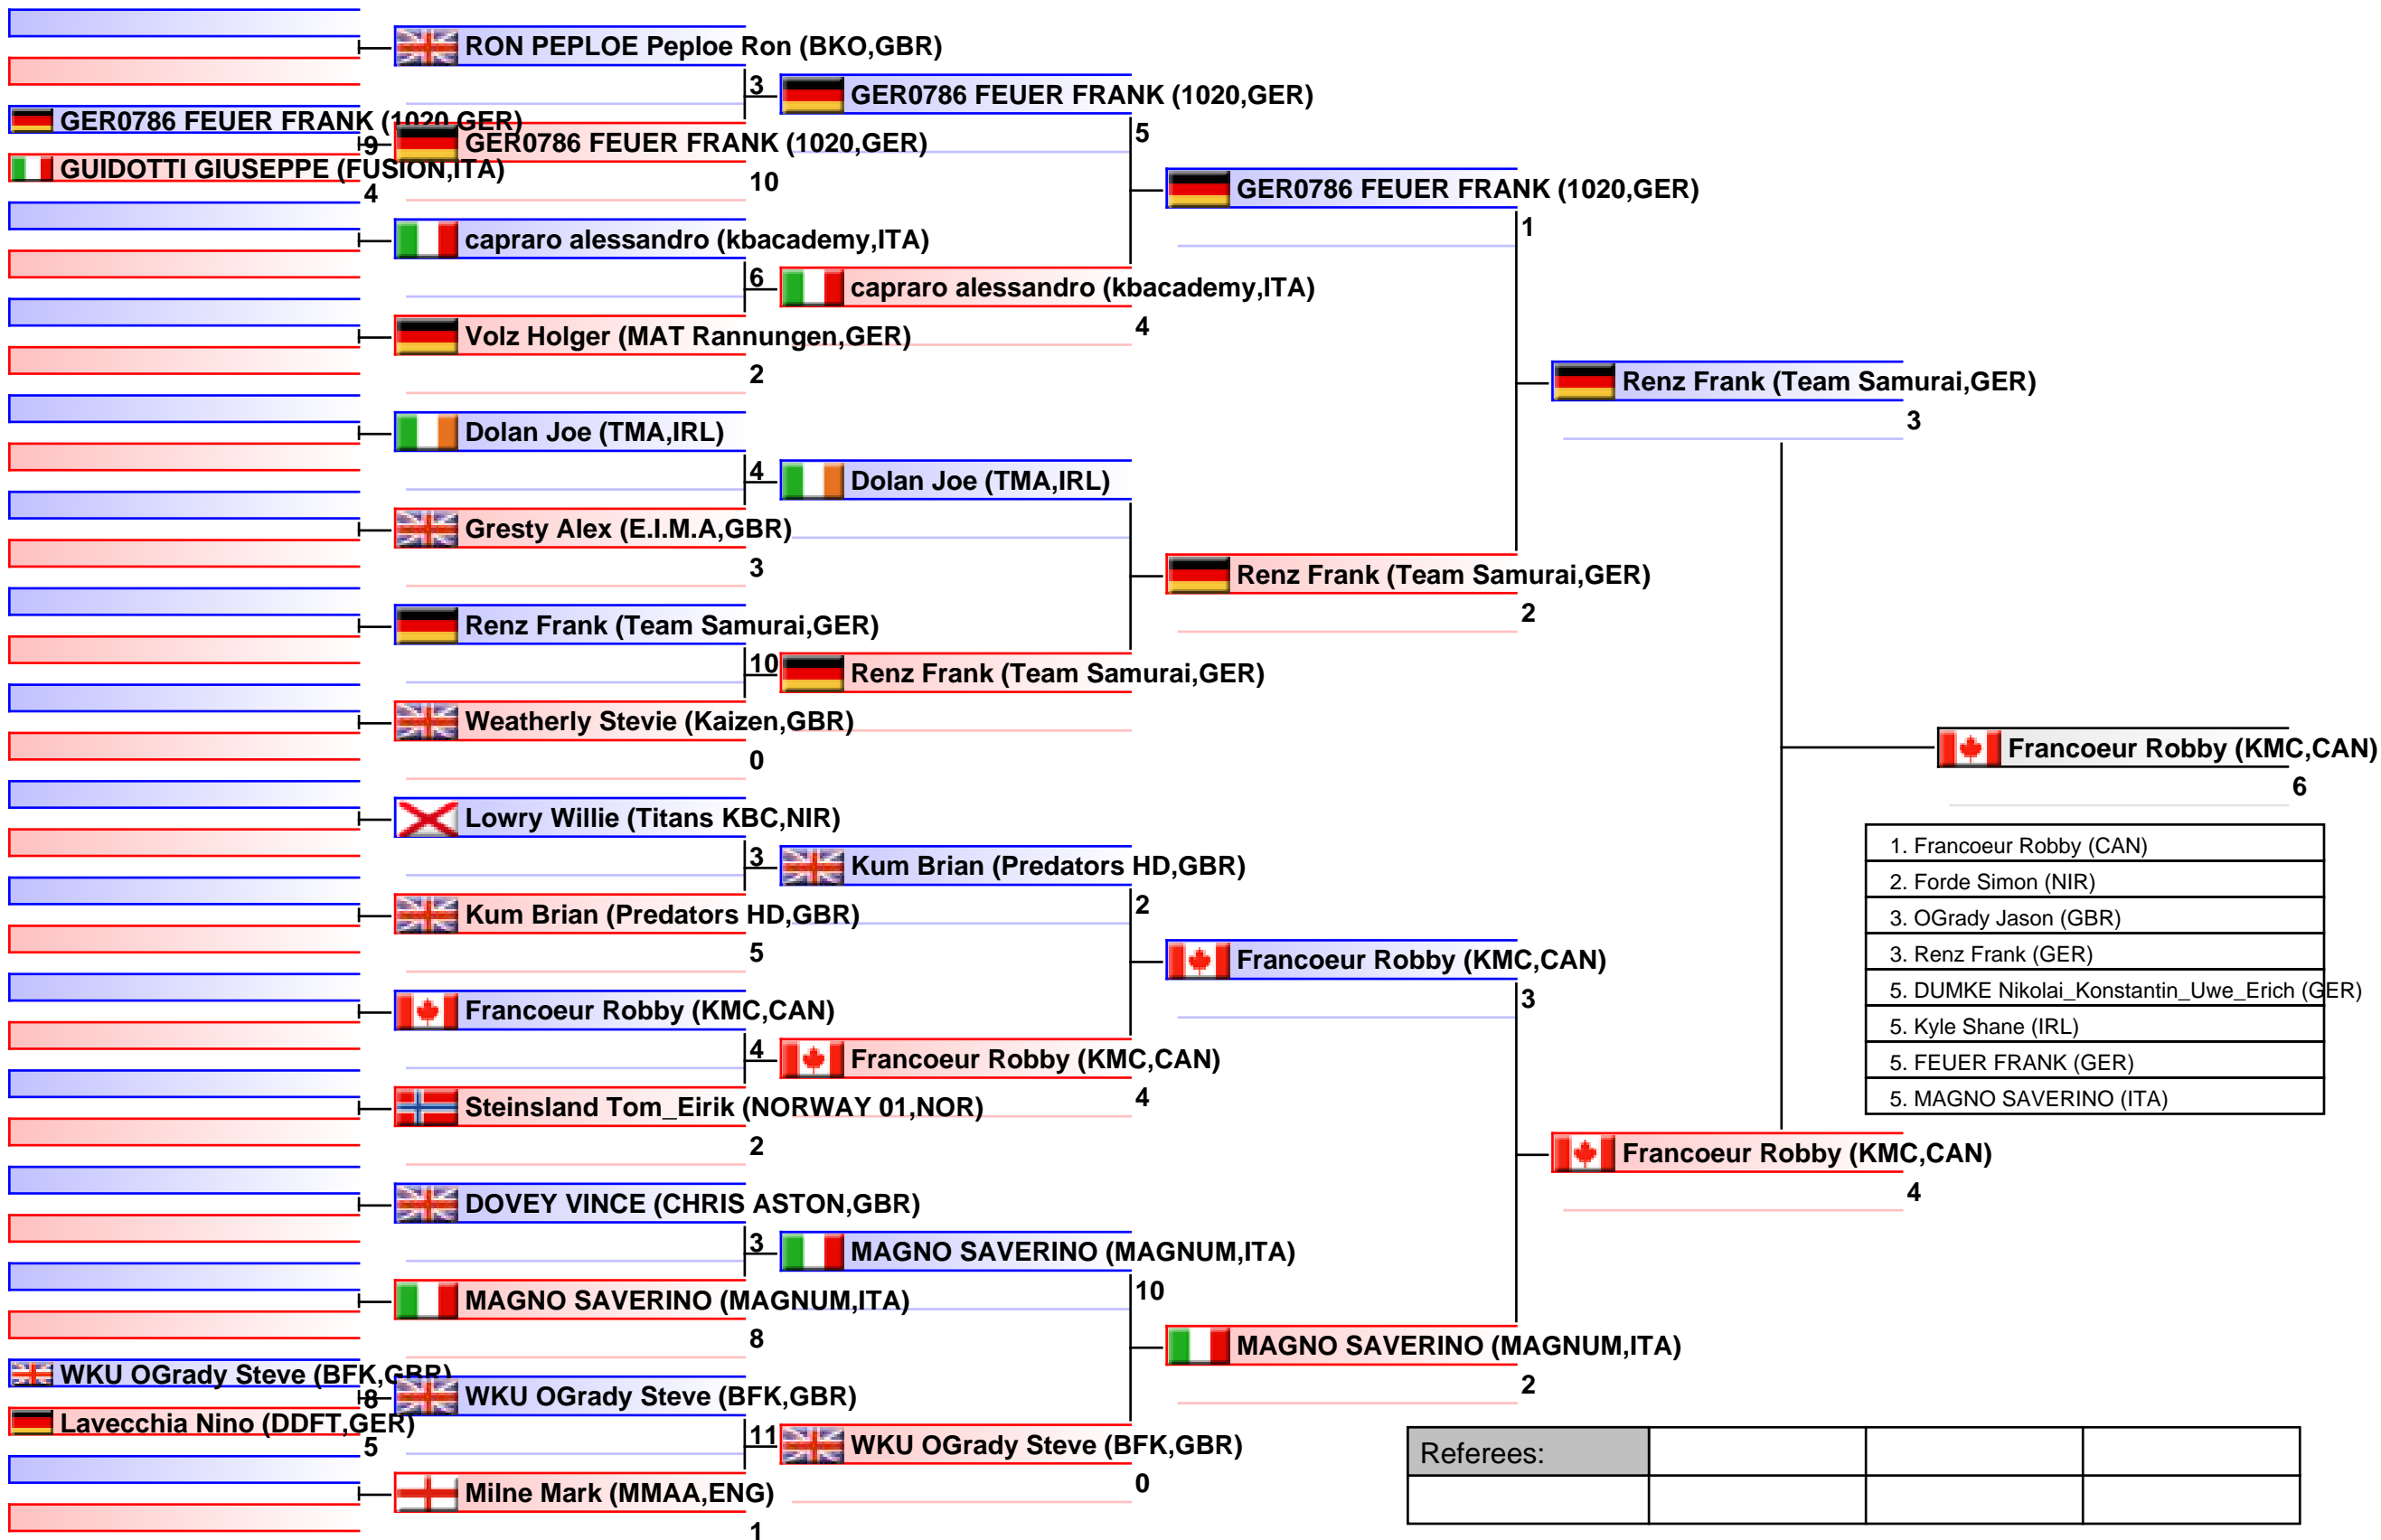 RON PEPLOE Peploe Ron (BKO,GBR)
3
GER0786 FEUER FRANK (1020,GER)
GER0786 FEUER FRANK (1020,GER)
9
GER0786 FEUER FRANK (1020,GER)
5
GUIDOTTI GIUSEPPE (FUSION,ITA)
4
10
GER0786 FEUER FRANK (1020,GER)
1
capraro alessandro (kbacademy,ITA)
6
capraro alessandro (kbacademy,ITA)
4
Volz Holger (MAT Rannungen,GER)
2
Renz Frank (Team Samurai,GER)
3
Dolan Joe (TMA,IRL)
4
Dolan Joe (TMA,IRL)
Gresty Alex (E.I.M.A,GBR)
3
Renz Frank (Team Samurai,GER)
2
Renz Frank (Team Samurai,GER)
10
Renz Frank (Team Samurai,GER)
Weatherly Stevie (Kaizen,GBR)
0
Francoeur Robby (KMC,CAN)
6
Lowry Willie (Titans KBC,NIR)
3
Kum Brian (Predators HD,GBR)
2
Kum Brian (Predators HD,GBR)
5
Francoeur Robby (KMC,CAN)
3
Francoeur Robby (KMC,CAN)
4
Francoeur Robby (KMC,CAN)
4
Steinsland Tom_Eirik (NORWAY 01,NOR)
2
1. Francoeur Robby (CAN)
2. Forde Simon (NIR)
3. OGrady Jason (GBR)
3. Renz Frank (GER)
5. DUMKE Nikolai_Konstantin_Uwe_Erich (GER)
5. Kyle Shane (IRL)
5. FEUER FRANK (GER)
5. MAGNO SAVERINO (ITA)
Francoeur Robby (KMC,CAN)
4
DOVEY VINCE (CHRIS ASTON,GBR)
3
MAGNO SAVERINO (MAGNUM,ITA)
10
MAGNO SAVERINO (MAGNUM,ITA)
8
MAGNO SAVERINO (MAGNUM,ITA)
2
WKU OGrady Steve (BFK,GBR)
8
WKU OGrady Steve (BFK,GBR)
Lavecchia Nino (DDFT,GER)
5
11
WKU OGrady Steve (BFK,GBR)
0
Milne Mark (MMAA,ENG)
1
Referees: